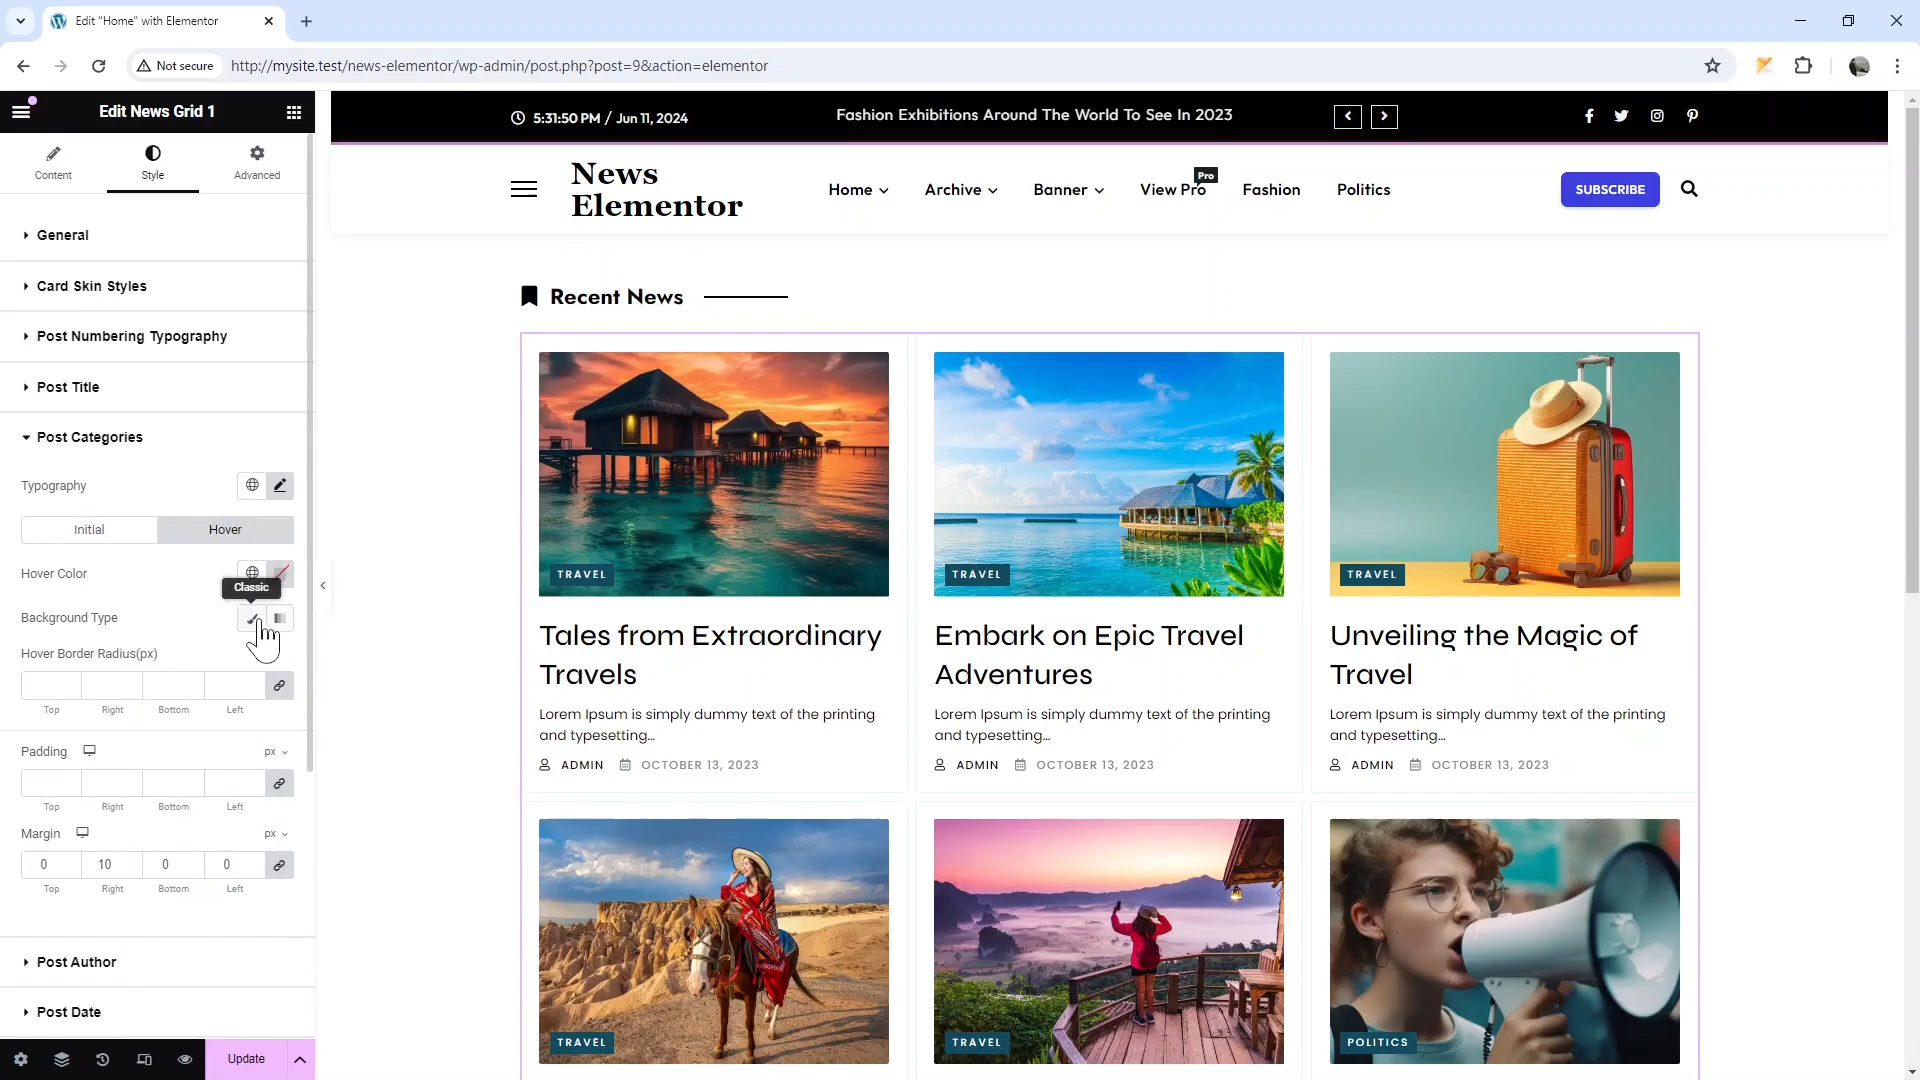 Edit "Home" with Elementor
Not secure
http://mysite.test/news-elementor/wp-admin/post.php?post=9&action=elementor
Edit News Grid 1
Content
Style
Advanced
General
Card Skin Styles
Post Numbering Typography
Post Title
Post Categories
Typography
Initial
Hover
Hover Color
Classic
Background Type
Hover Border Radius(px)
Top Right Bottom Left
Padding
px
Top Right Bottom Left
Margin
px
0 10 0 0
Top Right Bottom Left
Post Author
Post Date
Update
5:31:50 PM / Jun 11, 2024
Fashion Exhibitions Around The World To See In 2023
News
Elementor
Home
Archive
Banner
View Pro
Pro
Fashion
Politics
SUBSCRIBE
Recent News
TRAVEL
Tales from Extraordinary
Travels
Lorem Ipsum is simply dummy text of the printing
and typesetting...
ADMIN
OCTOBER 13, 2023
TRAVEL
Embark on Epic Travel
Adventures
Lorem Ipsum is simply dummy text of the printing
and typesetting...
ADMIN
OCTOBER 13, 2023
TRAVEL
Unveiling the Magic of
Travel
Lorem Ipsum is simply dummy text of the printing
and typesetting...
ADMIN
OCTOBER 13, 2023
TRAVEL
TRAVEL
POLITICS